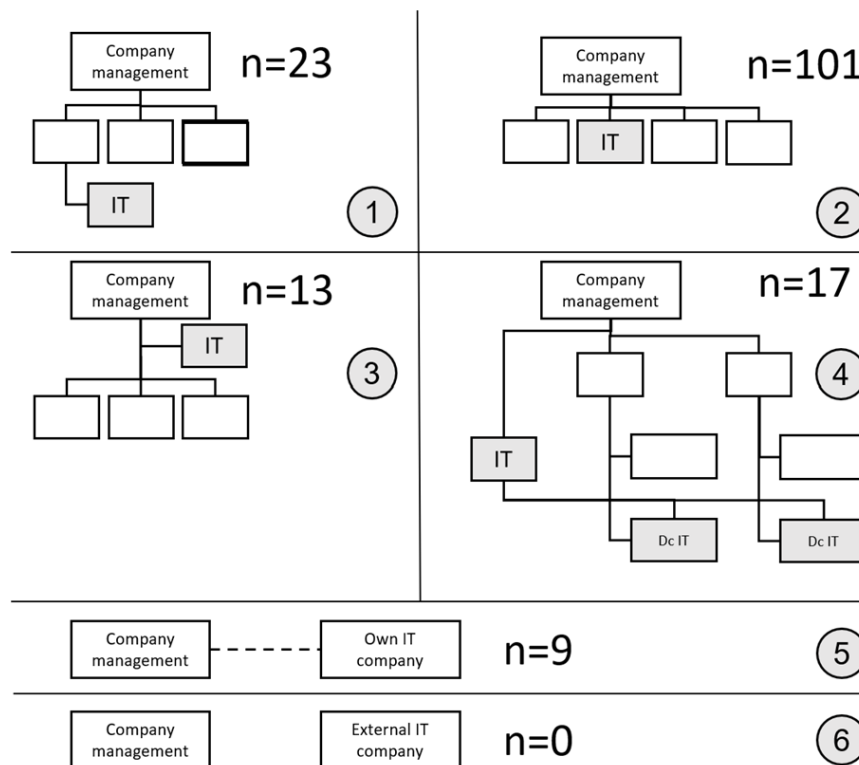 Company
management
n=23
IT
1
Company
management
n=101
IT
2
Company
management
n=13
IT
3
Company
management
n=17
IT
Dc IT
Dc IT
4
Company
management
Own IT
company
n=9
5
Company
management
External IT
company
n=0
6